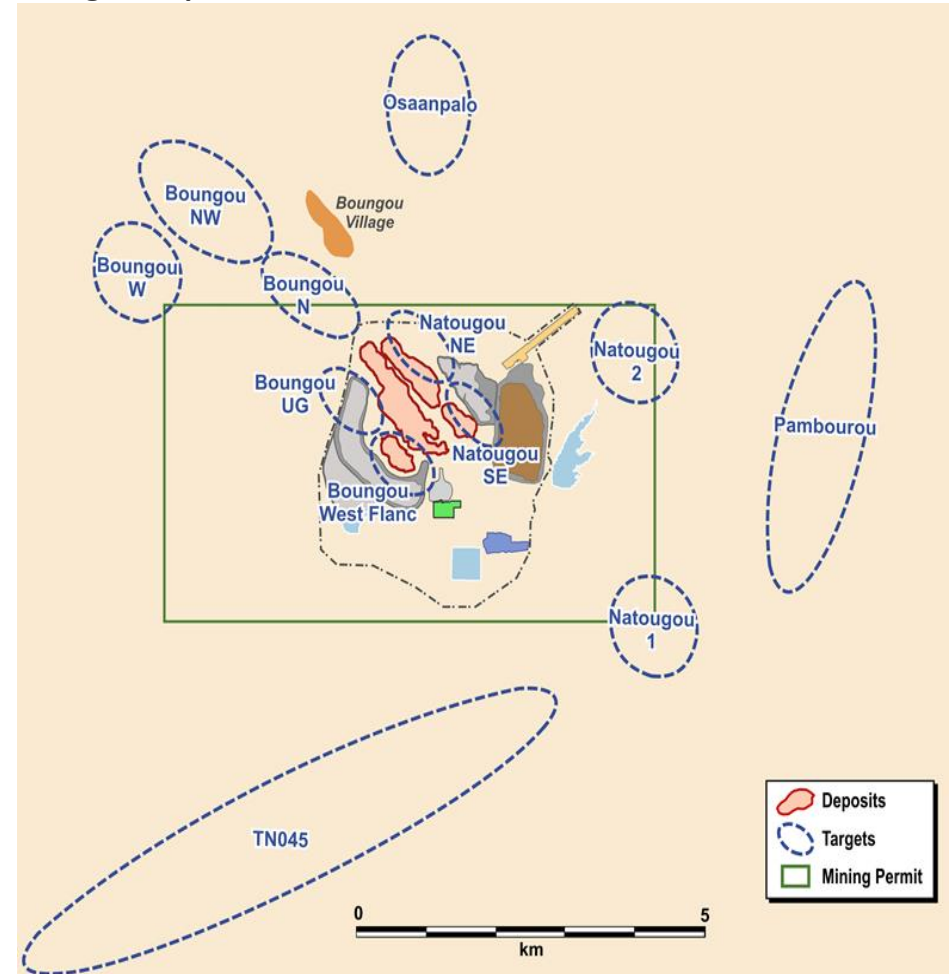 Osaanpalo
Boungou
NW
Boungou
Village
Boungou
W
Boungou
N
Natougou
NE
Natougou
2
Boungou
UG
Pambourou
Natougou
SE
Boungou
West Flanc
Natougou
1
TN045
Deposits
Targets
Mining Permit
0 5
km